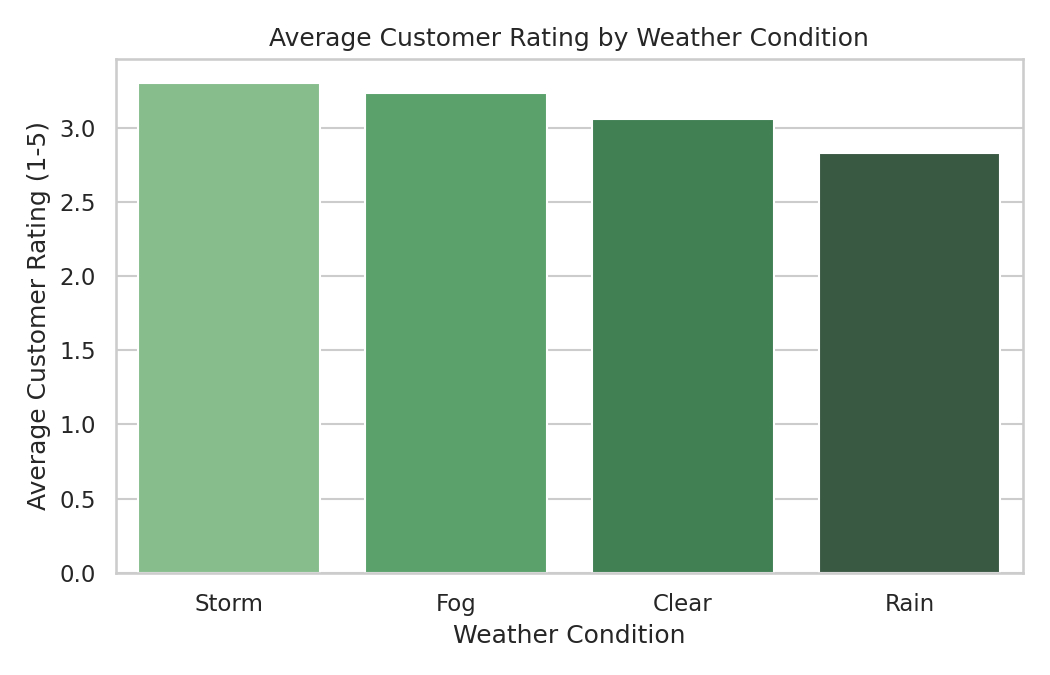 Average Customer Rating by Weather Condition
Average Customer Rating (1-5)
3.0
2.5
2.0
1.5
1.0
0.5
0.0
Storm Fog Clear Rain
Weather Condition